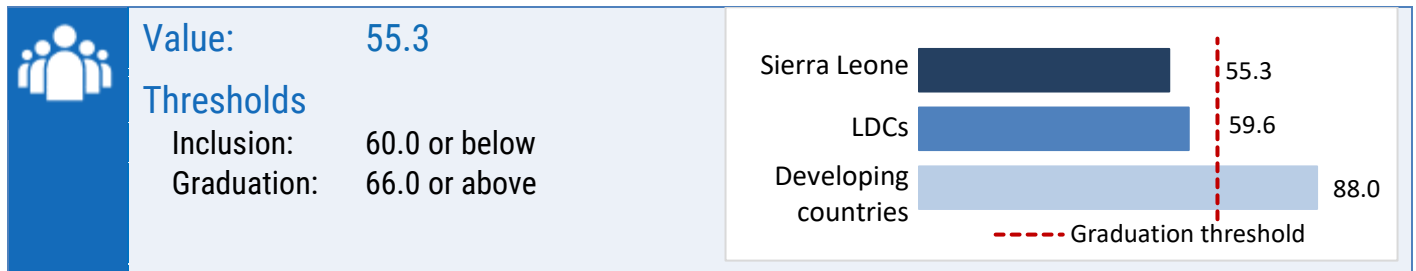 Value: 55.3
Thresholds
Inclusion: 60.0 or below
Graduation: 66.0 or above
Sierra Leone 55.3
LDCs 59.6
Developing
countries
88.0
Graduation threshold